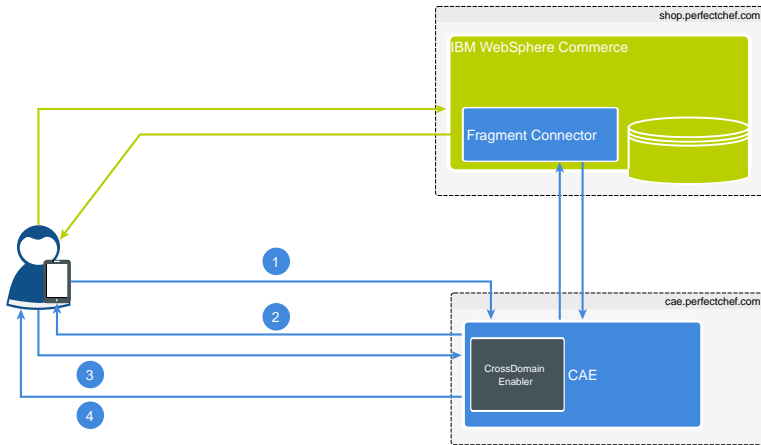 shop.perfectchef.com
IBM WebSphere Commerce
Fragment Connector
1
cae.perfectchef.com
2
CrossDomain
Enabler
CAE
3
4